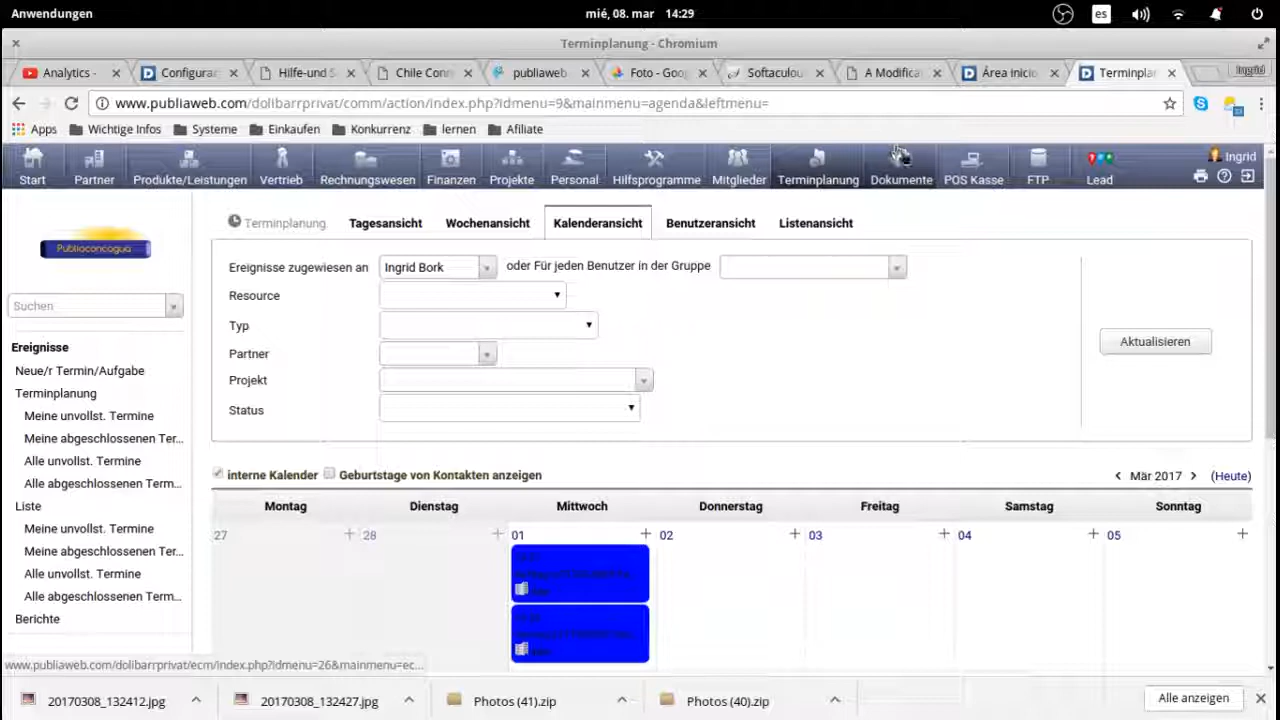 Anwendungen
mié, 08. mar 14:29
es
Terminplanung - Chromium
Analytics -
Configurac
Hilfe-und S
Chile Conn
publiaweb
Foto - Goog
Softaculou
A Modifica
Área inicio
Terminplan
Ingrid
www.publiaweb.com/dolibarrprivat/comm/action/index.php?idmenu=9&mainmenu=agenda&leftmenu=
Apps
Wichtige Infos
Systeme
Einkaufen
Konkurrenz
lernen
Afiliate
Start
Partner
Produkte/Leistungen
Vertrieb
Rechnungswesen
Finanzen
Projekte
Personal
Hilfsprogramme
Mitglieder
Terminplanung
Dokumente
POS Kasse
FTP
Lead
Ingrid
Publiaconcagua
Suchen
Ereignisse
Neue/r Termin/Aufgabe
Terminplanung
Meine unvollst. Termine
Meine abgeschlossenen Ter...
Alle unvollst. Termine
Alle abgeschlossenen Term...
Liste
Meine unvollst. Termine
Meine abgeschlossenen Ter...
Alle unvollst. Termine
Alle abgeschlossenen Term...
Berichte
Terminplanung
Tagesansicht
Wochenansicht
Kalenderansicht
Benutzeransicht
Listenansicht
Ereignisse zugewiesen an
Ingrid Bork
oder Für jeden Benutzer in der Gruppe
Resource
Typ
Partner
Projekt
Status
Aktualisieren
interne Kalender
Geburtstage von Kontakten anzeigen
< Mär 2017 > (Heute)
Montag
Dienstag
Mittwoch
Donnerstag
Freitag
Samstag
Sonntag
27
28
01
02
03
04
05
www.publiaweb.com/dolibarrprivat/ecm/index.php?idmenu=26&mainmenu=ec...
20170308_132412.jpg
20170308_132427.jpg
Photos (41).zip
Photos (40).zip
Alle anzeigen